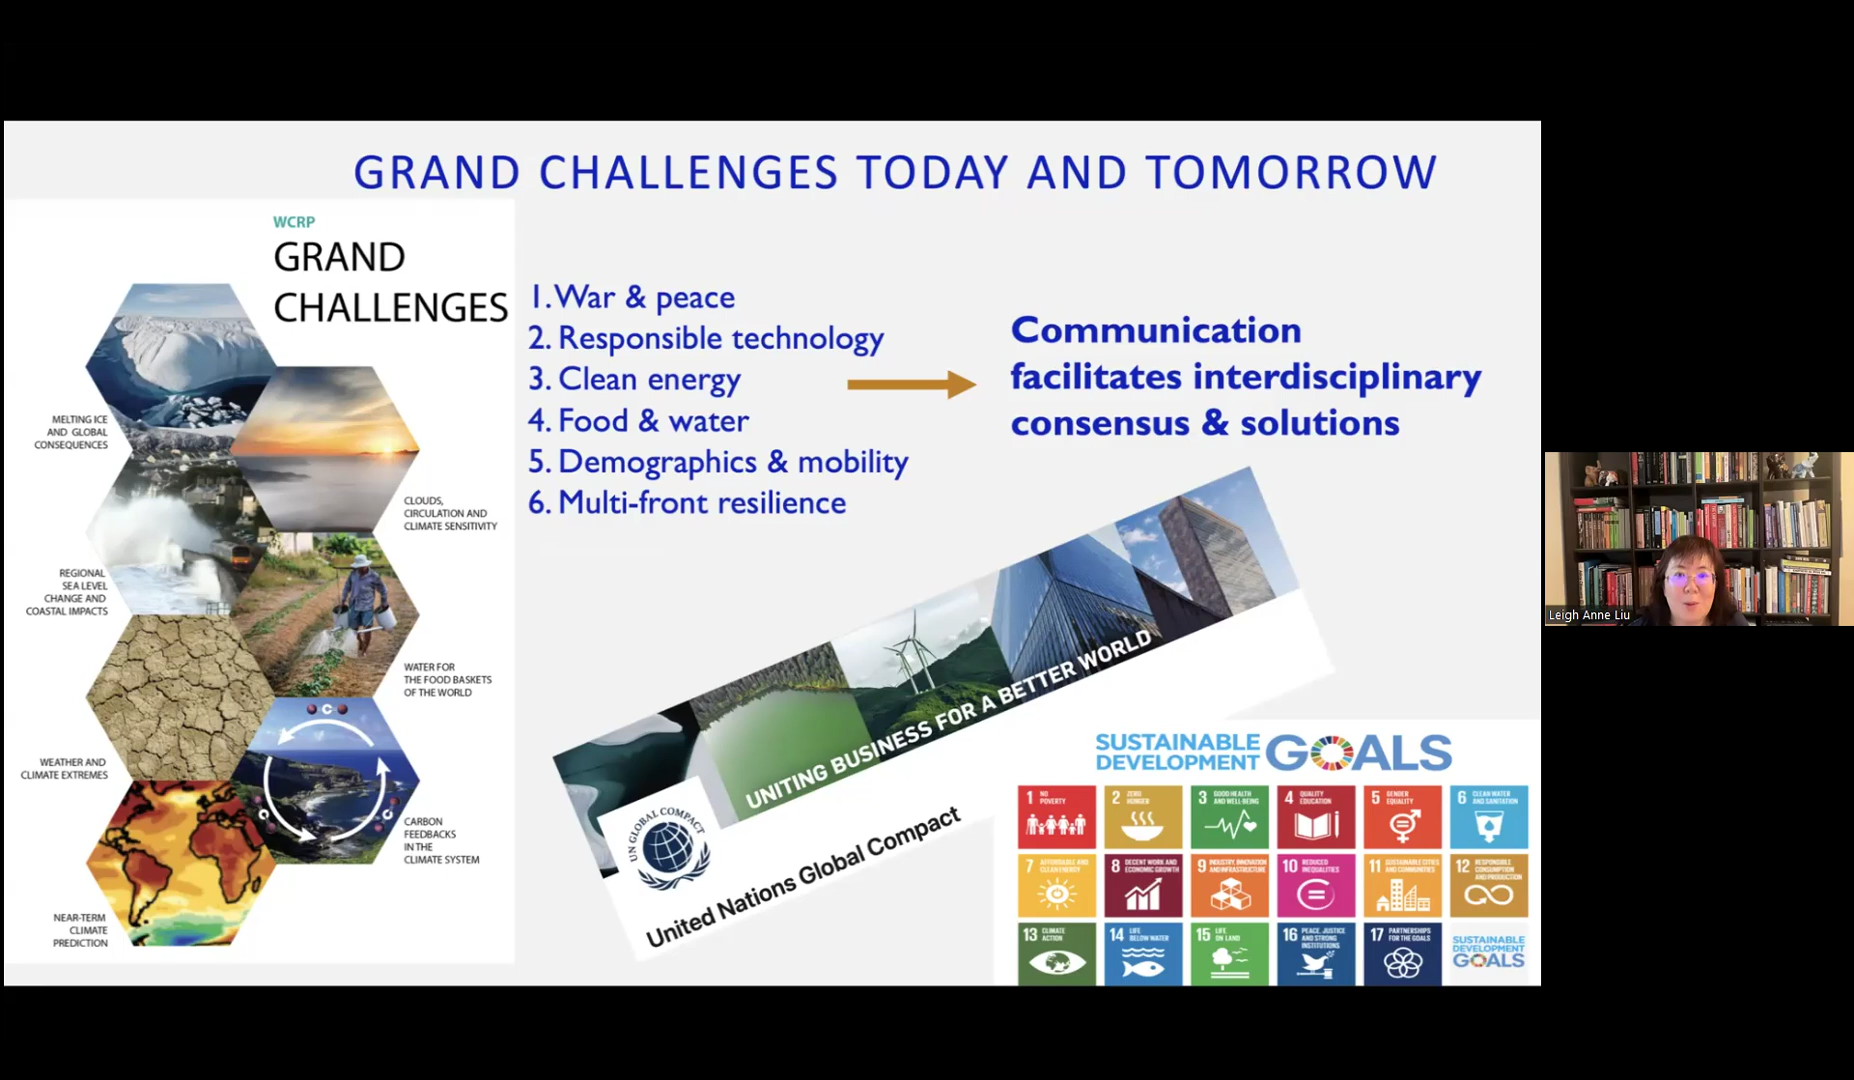 GRAND CHALLENGES TODAY AND TOMORROW
WCRP
GRAND
CHALLENGES
MELTING ICE
AND GLOBAL
CONSEQUENCES
CLOUDS,
CIRCULATION AND
CLIMATE SENSITIVITY
REGIONAL
SEA LEVEL
CHANGE AND
COASTAL IMPACTS
WATER FOR
THE FOOD BASKETS
OF THE WORLD
WEATHER AND
CLIMATE EXTREMES
C
C
C
CARBON
FEEDBACKS
IN THE
CLIMATE SYSTEM
NEAR-TERM
CLIMATE
PREDICTION
1. War & peace
2. Responsible technology
3. Clean energy
4. Food & water
5. Demographics & mobility
6. Multi-front resilience
Communication
facilitates interdisciplinary
consensus & solutions
UNITING BUSINESS FOR A BETTER WORLD
UN GLOBAL COMPACT
United Nations Global Compact
SUSTAINABLE
DEVELOPMENT
GOALS
1 NO
POVERTY
2 ZERO
HUNGER
3 GOOD HEALTH
AND WELL-BEING
4 QUALITY
EDUCATION
5 GENDER
EQUALITY
6 CLEAN WATER
AND SANITATION
7 AFFORDABLE AND
CLEAN ENERGY
8 DECENT WORK AND
ECONOMIC GROWTH
9 INDUSTRY, INNOVATION
AND INFRASTRUCTURE
10 REDUCED
INEQUALITIES
11 SUSTAINABLE CITIES
AND COMMUNITIES
12 RESPONSIBLE
CONSUMPTION
AND PRODUCTION
13 CLIMATE
ACTION
14 LIFE
BELOW WATER
15 LIFE
ON LAND
16 PEACE, JUSTICE
AND STRONG
INSTITUTIONS
17 PARTNERSHIPS
FOR THE GOALS
SUSTAINABLE
DEVELOPMENT
GOALS
Leigh Anne Liu